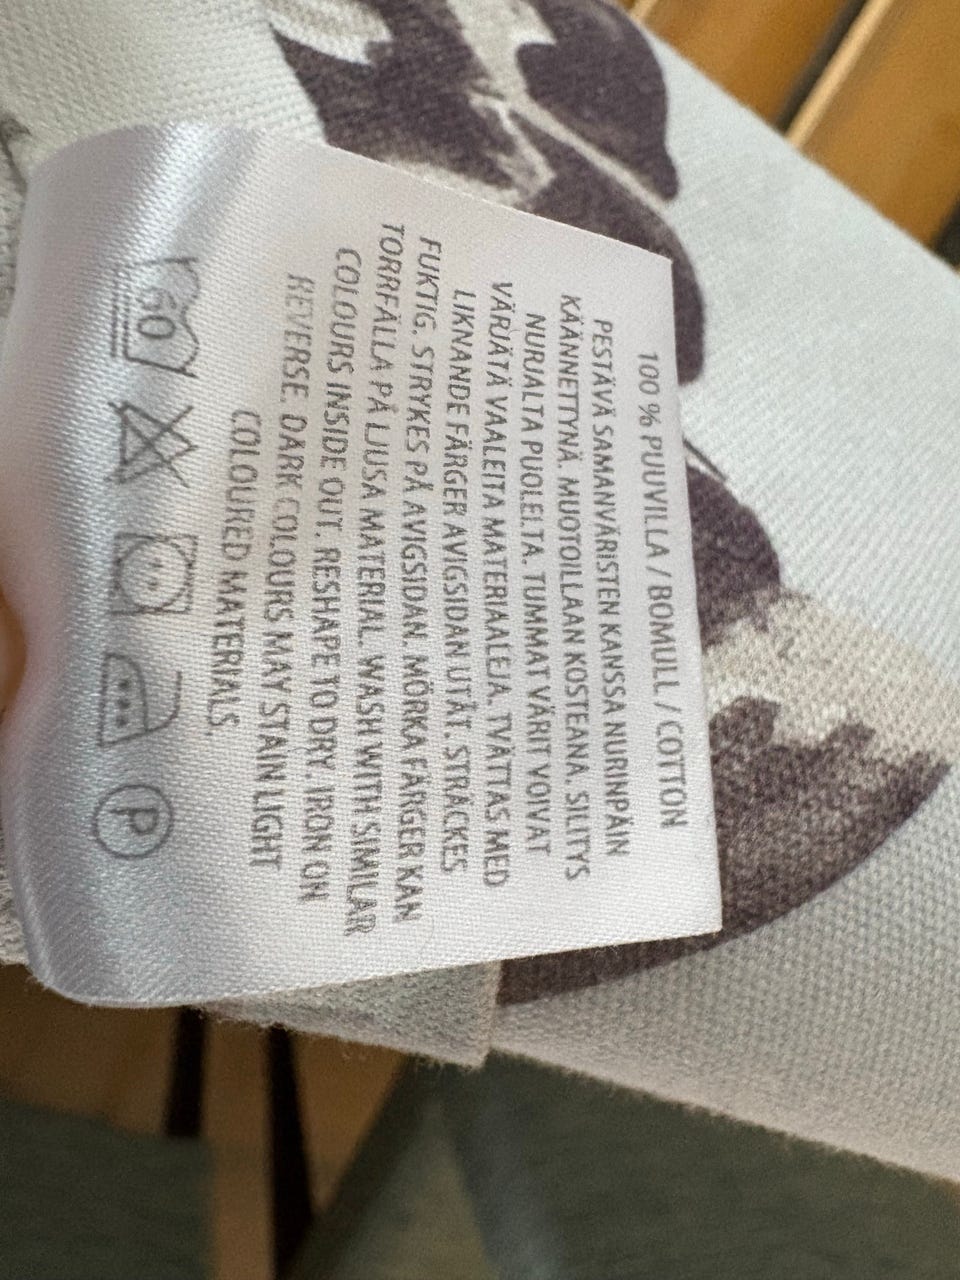 100 % PUUVILLA / BOMULL / COTTON
PESTÄVÄ SAMANVÄRISTEN KANSSA NURINPÄIN
KÄÄNNETTYNÄ. MUOTOILLAAN KOSTEANA. SILITYS
NURJALTA PUOLELTA. TUMMAT VÄRIT VOIVAT
VÄRJÄTÄ VAALEITA MATERIAALEJA. TVÄTTAS MED
LIKNANDE FÄRGER AVIGSIDAN UTÅT. STRÄCKES
FUKTIG. STRYKES PÅ AVIGSIDAN. MÖRKA FÄRGER KAN
TORRFÄLLA PÅ LJUSA MATERIAL. WASH WITH SIMILAR
COLOURS INSIDE OUT. RESHAPE TO DRY. IRON ON
REVERSE. DARK COLOURS MAY STAIN LIGHT
COLOURED MATERIALS.
60 P